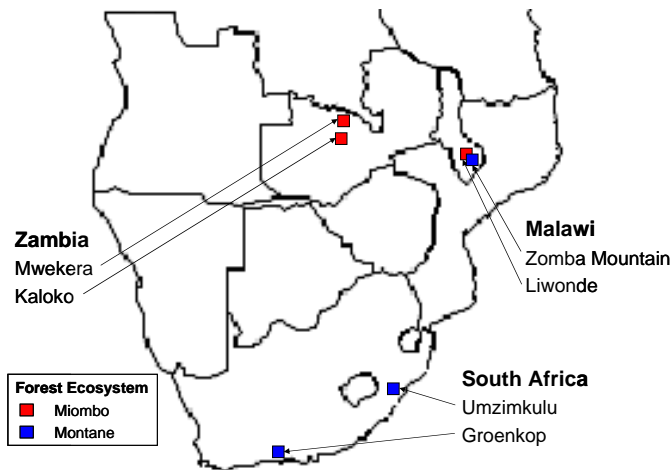 Zambia
Mwekera
Kaloko
Malawi
Zomba Mountain
Liwonde
South Africa
Umzimkulu
Groenkop
Forest Ecosystem
Miombo
Montane